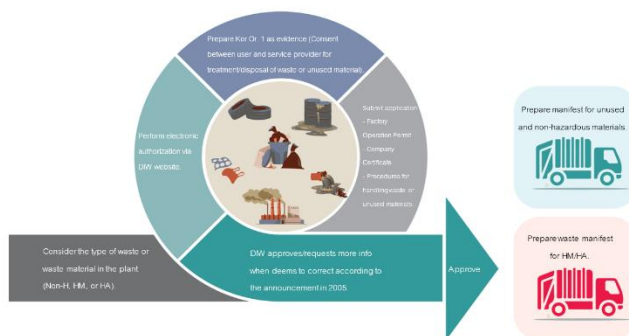 Prepare Kor Or. 1 as evidence (Consent
between user and service provider for
treatment/disposal of waste or unused material)
Perform electronic
authorization via
DIW website.
Submit application
- Factory
Operation Permit
- Company
Certificate
- Procedures for
handling waste or
unused materials.
Consider the type of waste or
waste material in the plant
(Non-H, HM, or HA).
DIW approves/requests more info
when deems to correct according to
the announcement in 2005.
Approve
Prepare manifest for unused
and non-hazardous materials.
Prepare waste manifest
for HM/HA.